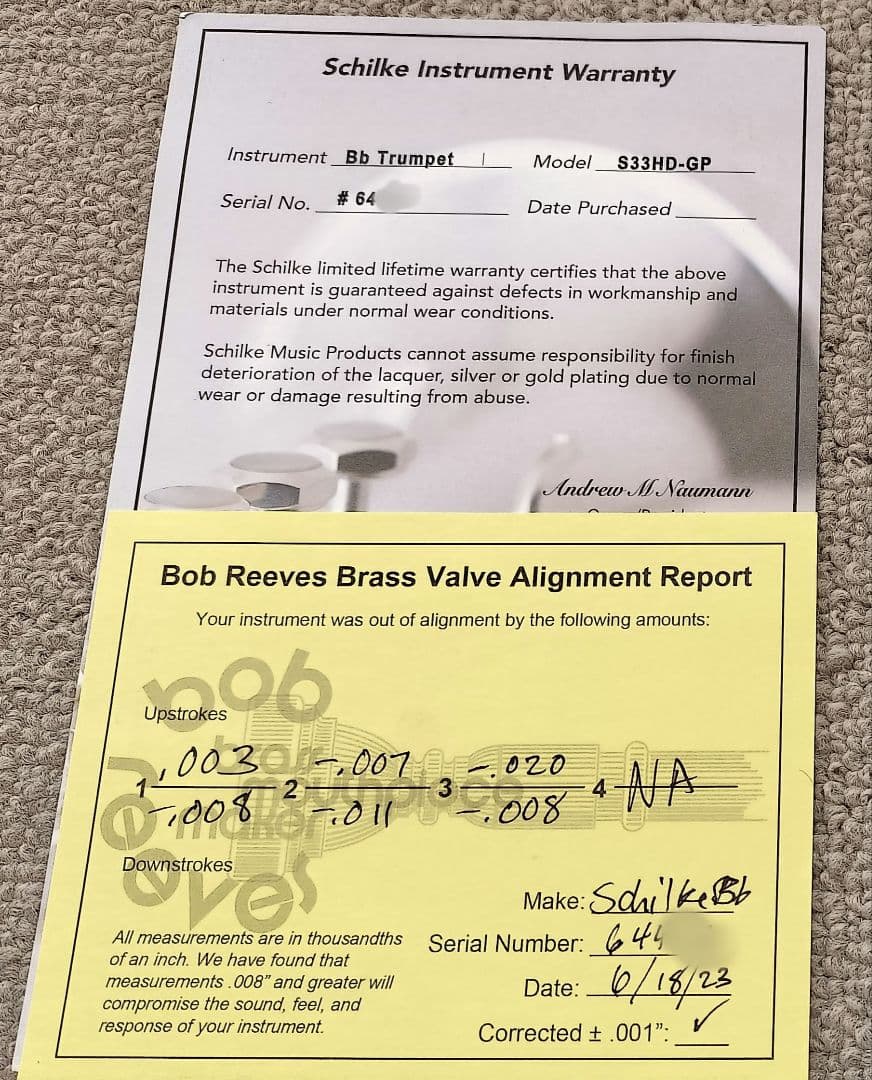 Schilke Instrument Warranty
Instrument Bb Trumpet Model S33HD-GP
Serial No. # 64 Date Purchased
The Schilke limited lifetime warranty certifies that the above
instrument is guaranteed against defects in workmanship and
materials under normal wear conditions.
Schilke Music Products cannot assume responsibility for finish
deterioration of the lacquer, silver or gold plating due to normal
wear or damage resulting from abuse.
Andrew M Naumann
Bob Reeves Brass Valve Alignment Report
Your instrument was out of alignment by the following amounts:
bob
reeves
brass
mouthpiece
maker
Upstrokes
.003 -.007 -.020
1 2 3 4 NA
-.008 -.011 -.008
Downstrokes
Make: Schilke Bb
All measurements are in thousandths
of an inch. We have found that
measurements .008" and greater will
compromise the sound, feel, and
response of your instrument.
Serial Number: 644
Date: 6/18/23
Corrected ± .001": ✓